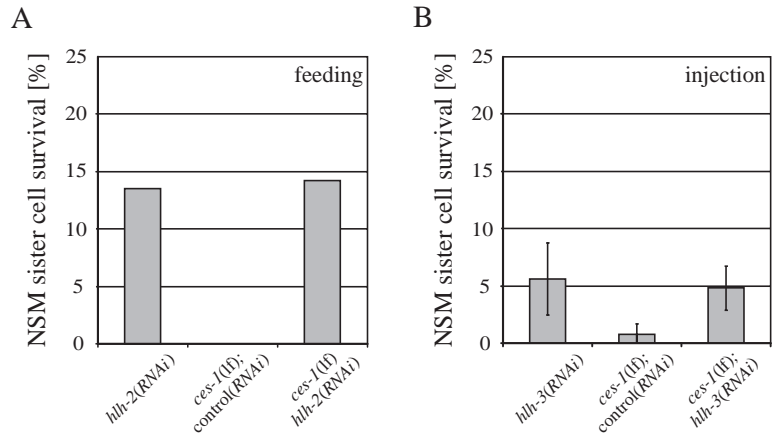 A
NSM sister cell survival [%]
25
20
15
10
5
0
feeding
hlh-2(RNAi)
ces-1(lf);
control(RNAi)
ces-1(lf)
hlh-2(RNAi)
B
NSM sister cell survival [%]
25
20
15
10
5
0
injection
hlh-3(RNAi)
ces-1(lf);
control(RNAi)
ces-1(lf);
hlh-3(RNAi)